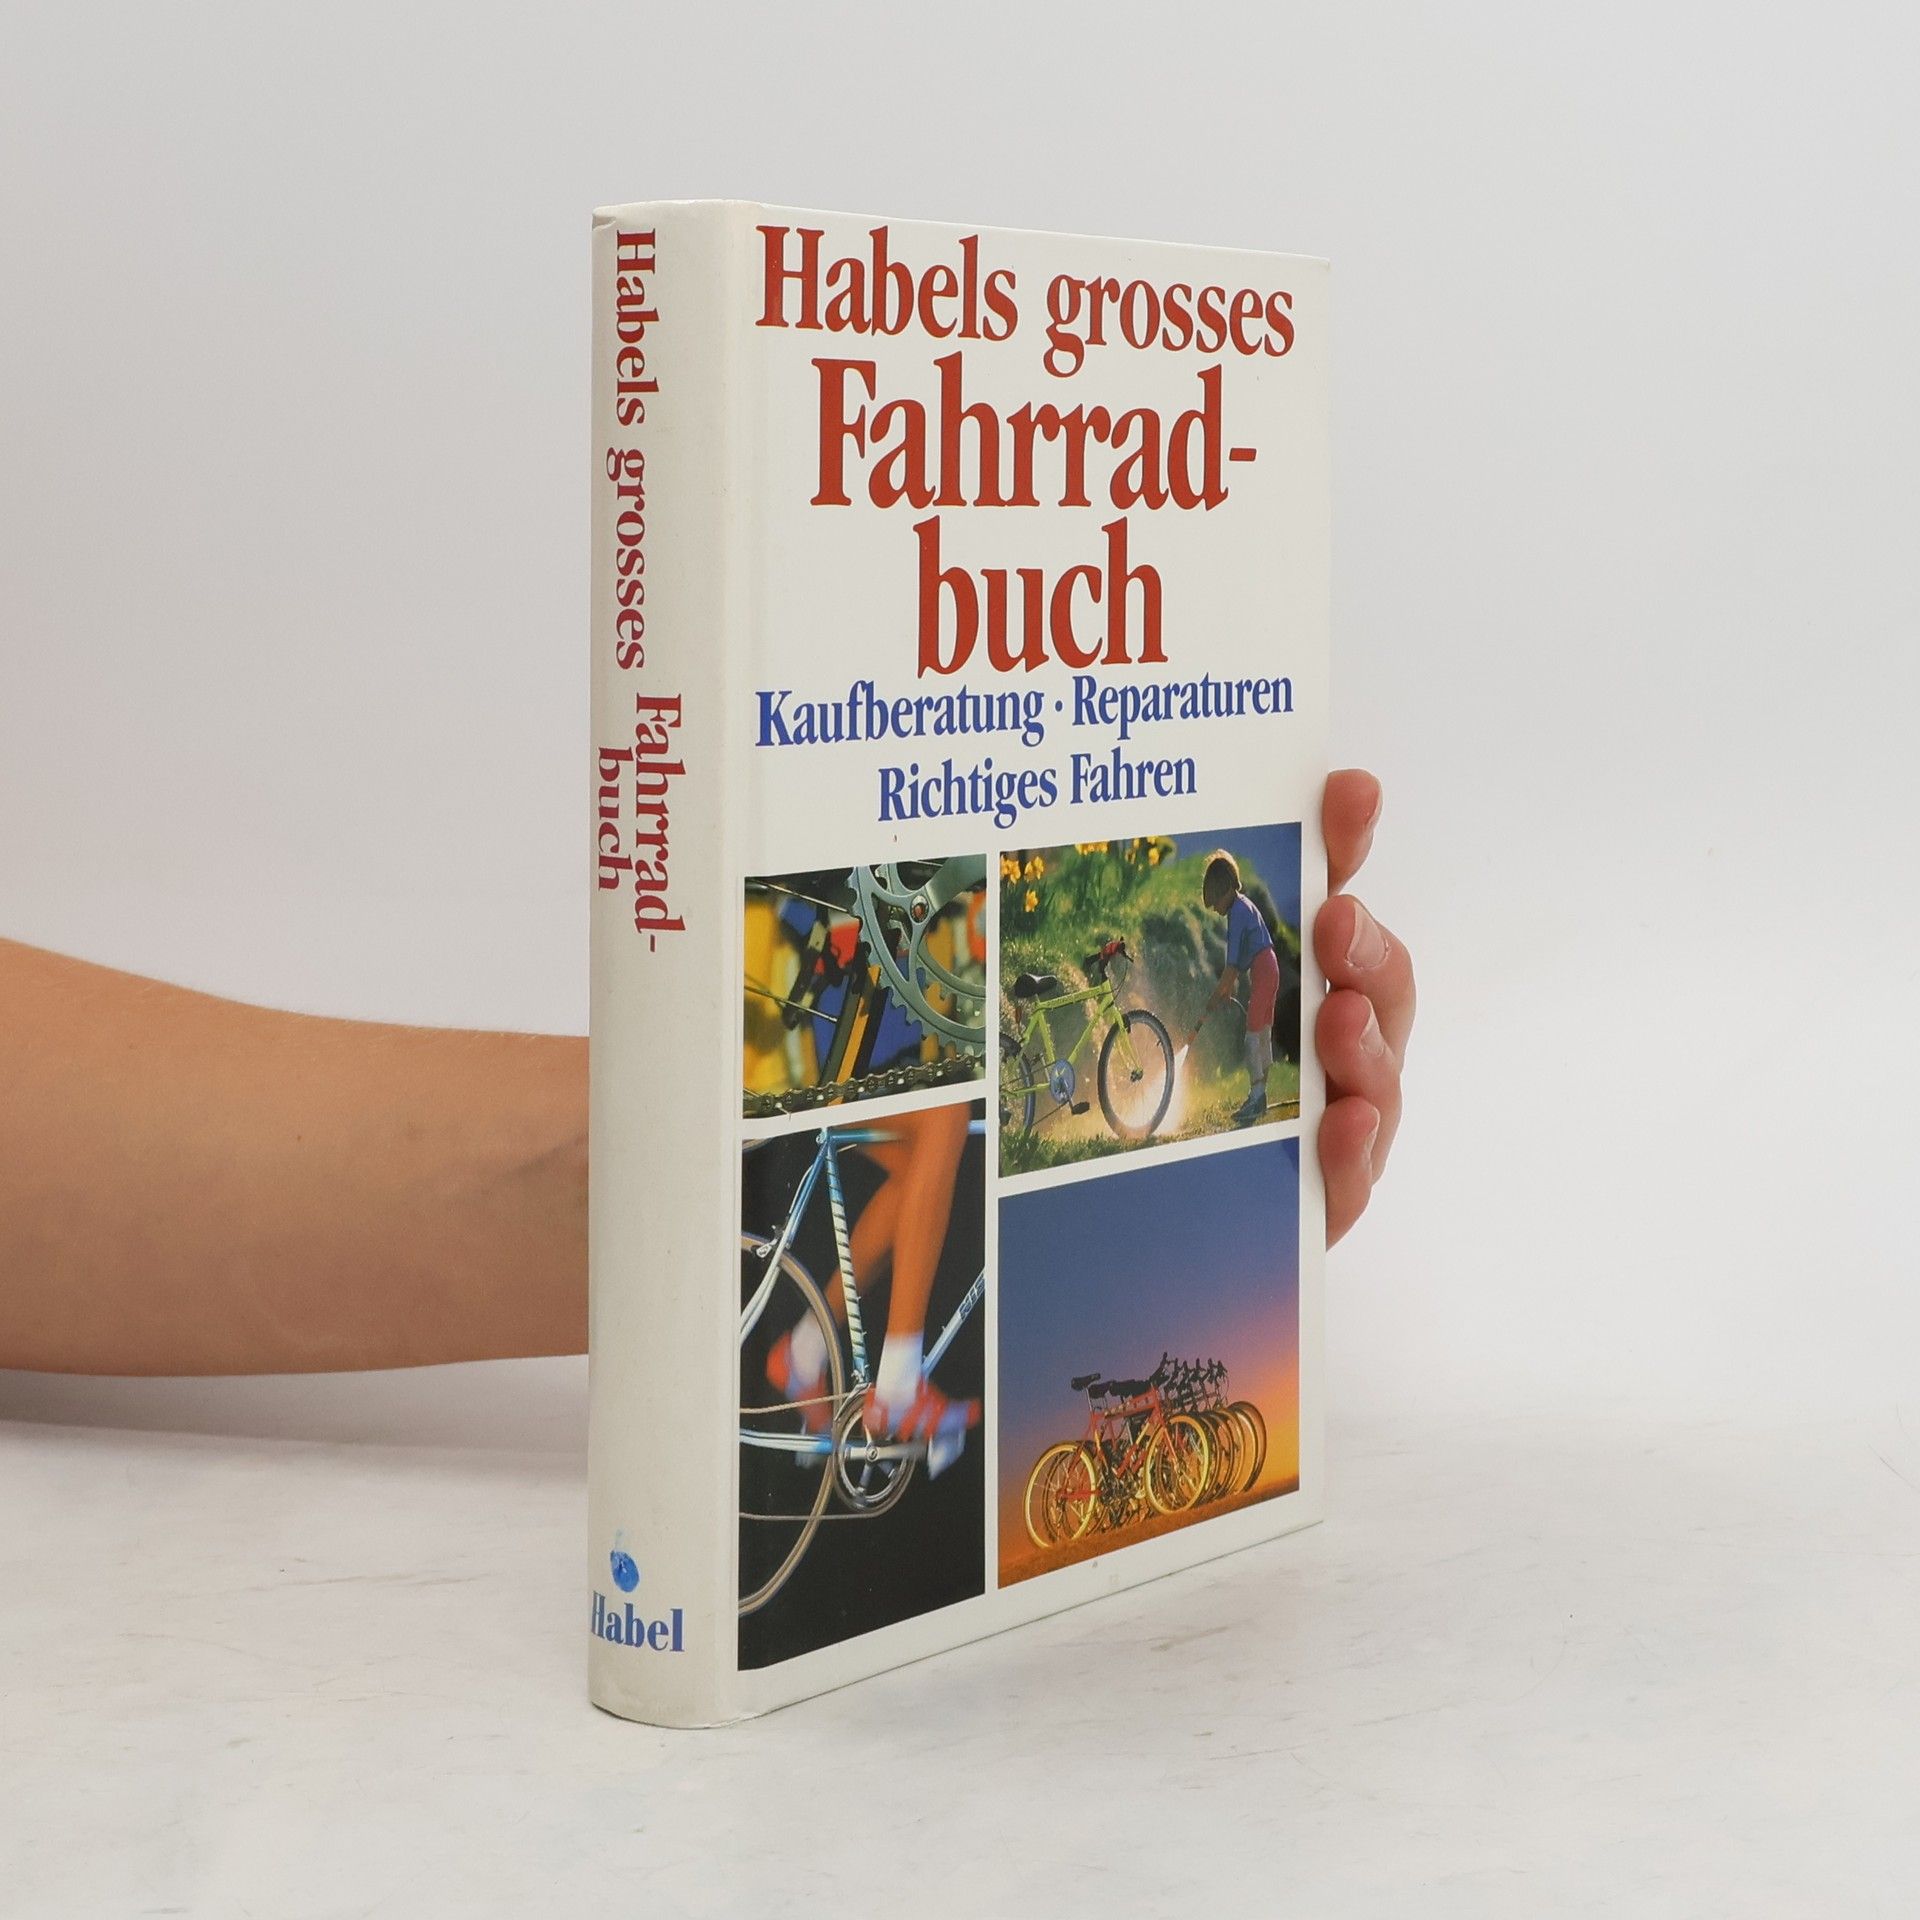 Habels grosses
Fahrrad-
buch
Habel
Habels grosses
Fahrrad-
buch
Kaufberatung · Reparaturen
Richtiges Fahren